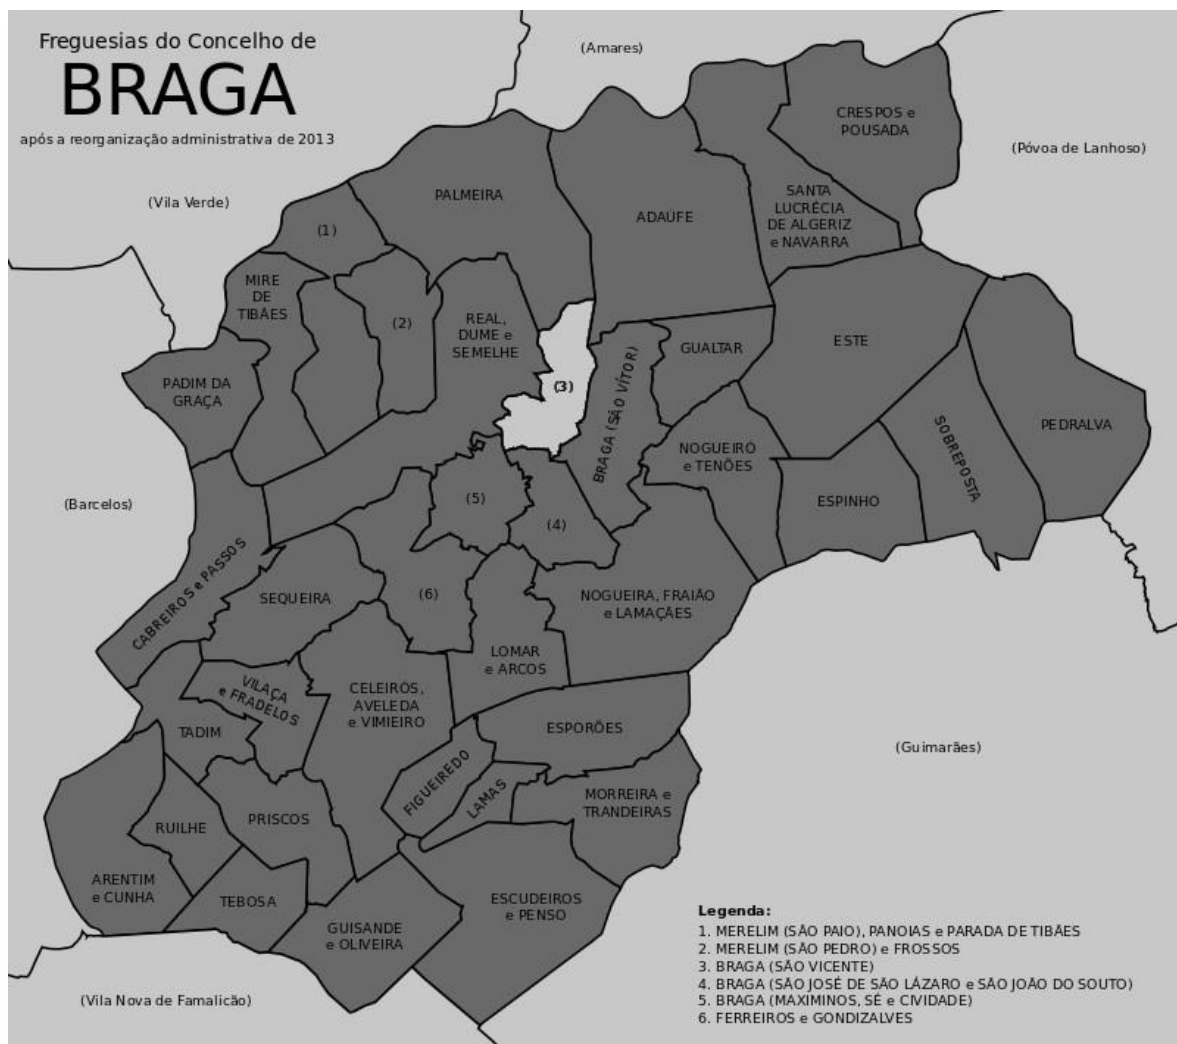 Freguesias do Concelho de
BRAGA
após a reorganização administrativa de 2013
(Amares)
(Póvoa de Lanhoso)
(Vila Verde)
(Barcelos)
(Guimarães)
(Vila Nova de Famalicão)
CRESPOS e
POUSADA
PALMEIRA
ADAÚFE
SANTA
LUCRÉCIA
DE ALGERIZ
e NAVARRA
(1)
MIRE
DE
TIBÃES
(2)
REAL,
DUME e
SEMELHE
(3)
BRAGA (SÃO VÍTOR)
GUALTAR
ESTE
PADIM DA
GRAÇA
NOGUEIRÓ
e TENÕES
SOBREPOSTA
PEDRALVA
ESPINHO
(5)
(4)
CABREIROS e PASSOS
SEQUEIRA
(6)
NOGUEIRA, FRAIÃO
e LAMAÇÃES
LOMAR
e ARCOS
VILAÇA
e FRADELOS
CELEIRÓS,
AVELEDA
e VIMIEIRO
TADIM
ESPORÕES
FIGUEIREDO
LAMAS
MORREIRA e
TRANDEIRAS
RUILHE
PRISCOS
ARENTIM
e CUNHA
TEBOSA
GUISANDE
e OLIVEIRA
ESCUDEIROS
e PENSO
Legenda:
1. MERELIM (SÃO PAIO), PANOIAS e PARADA DE TIBÃES
2. MERELIM (SÃO PEDRO) e FROSSOS
3. BRAGA (SÃO VICENTE)
4. BRAGA (SÃO JOSÉ DE SÃO LÁZARO e SÃO JOÃO DO SOUTO)
5. BRAGA (MAXIMINOS, SÉ e CIVIDADE)
6. FERREIROS e GONDIZALVES